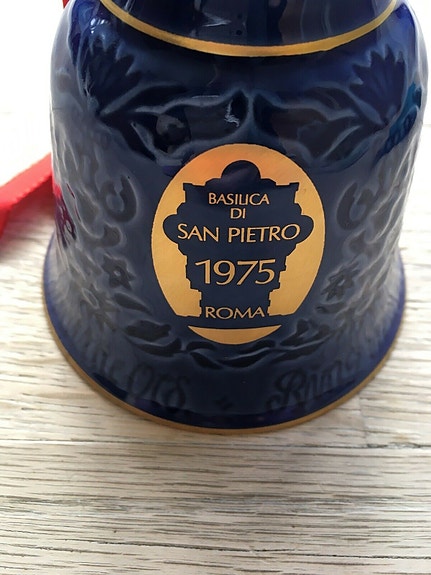 BASILICA
DI
SAN PIETRO
1975
ROMA